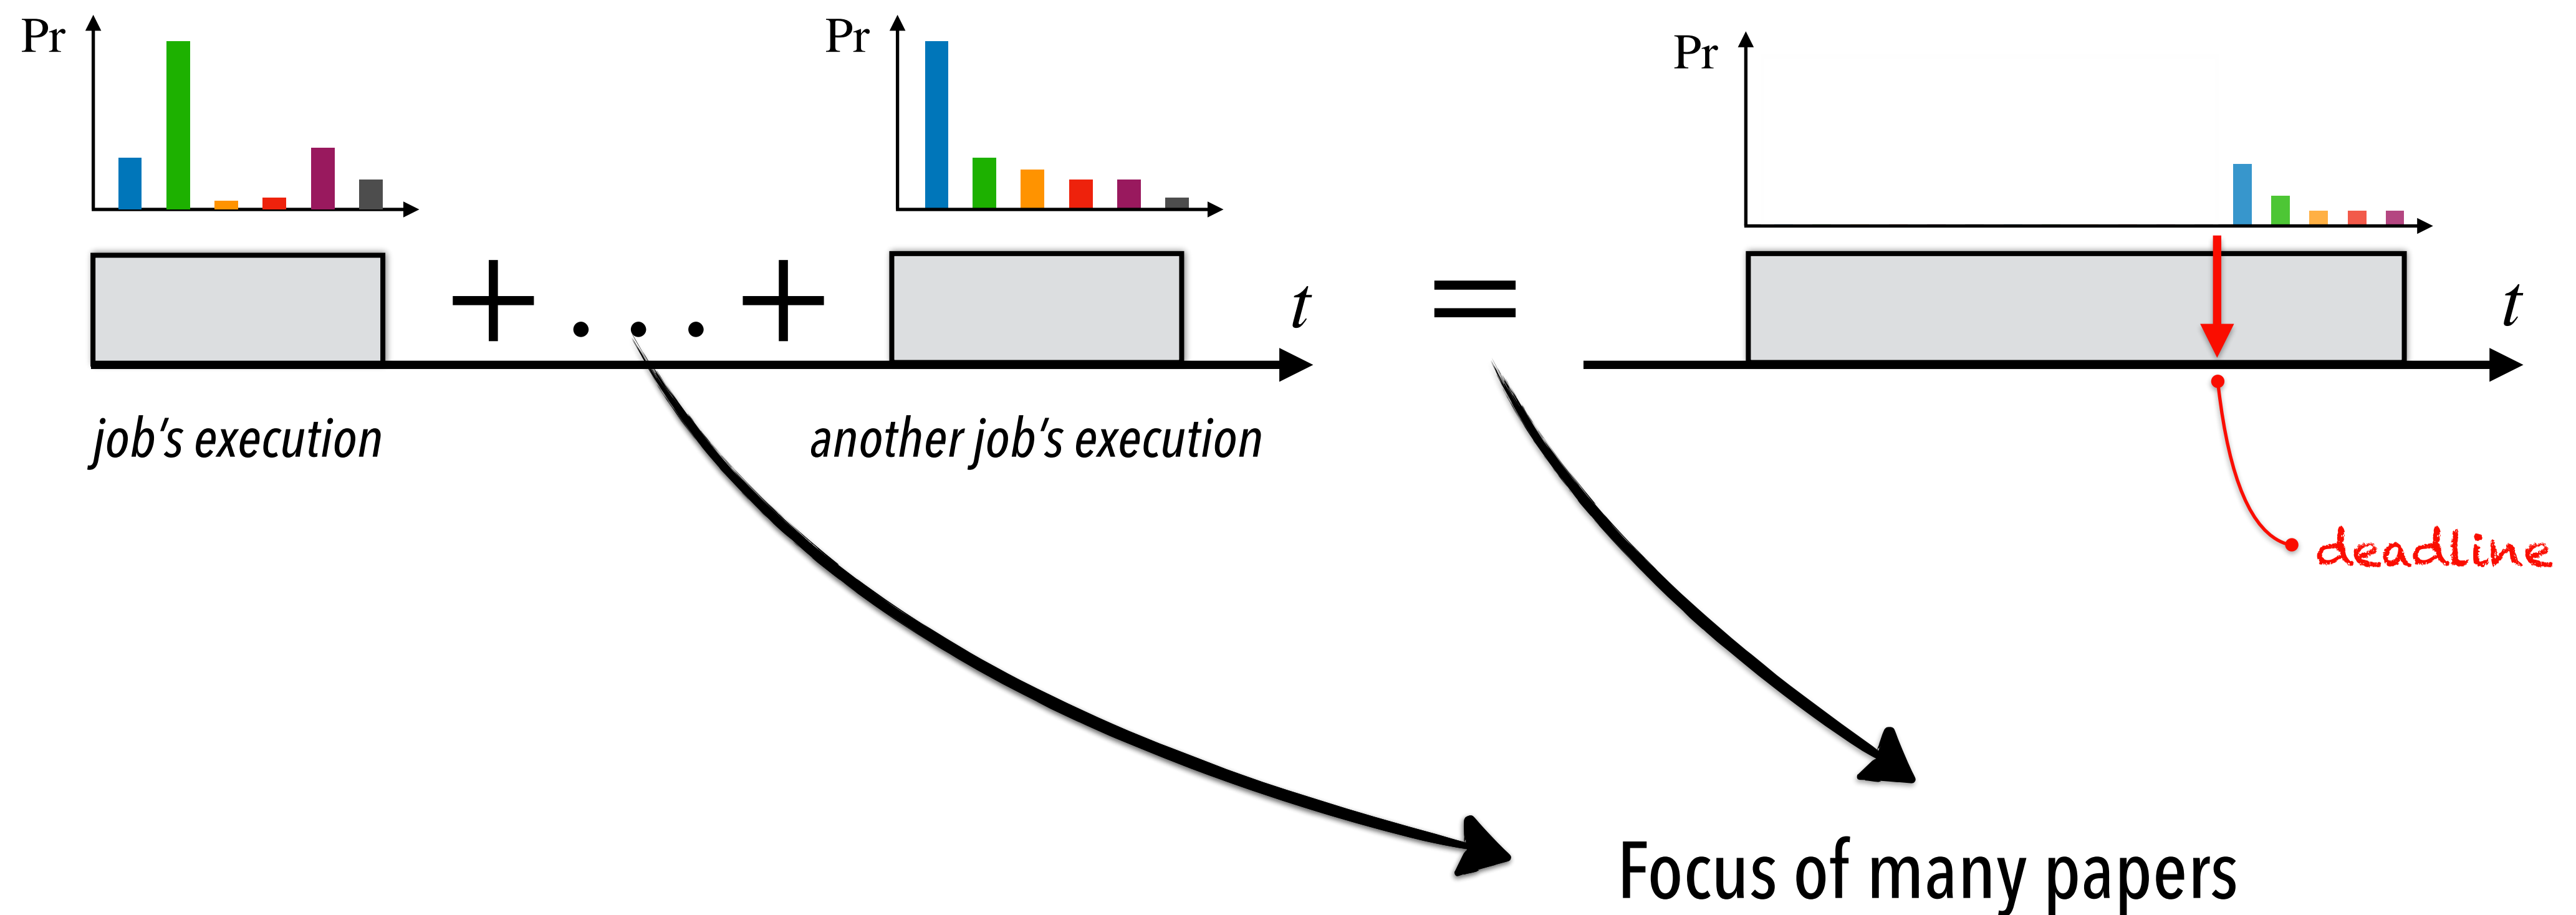 Pr
Pr
Pr
+ . . . +
t
=
t
job's execution
another job's execution
deadline
Focus of many papers